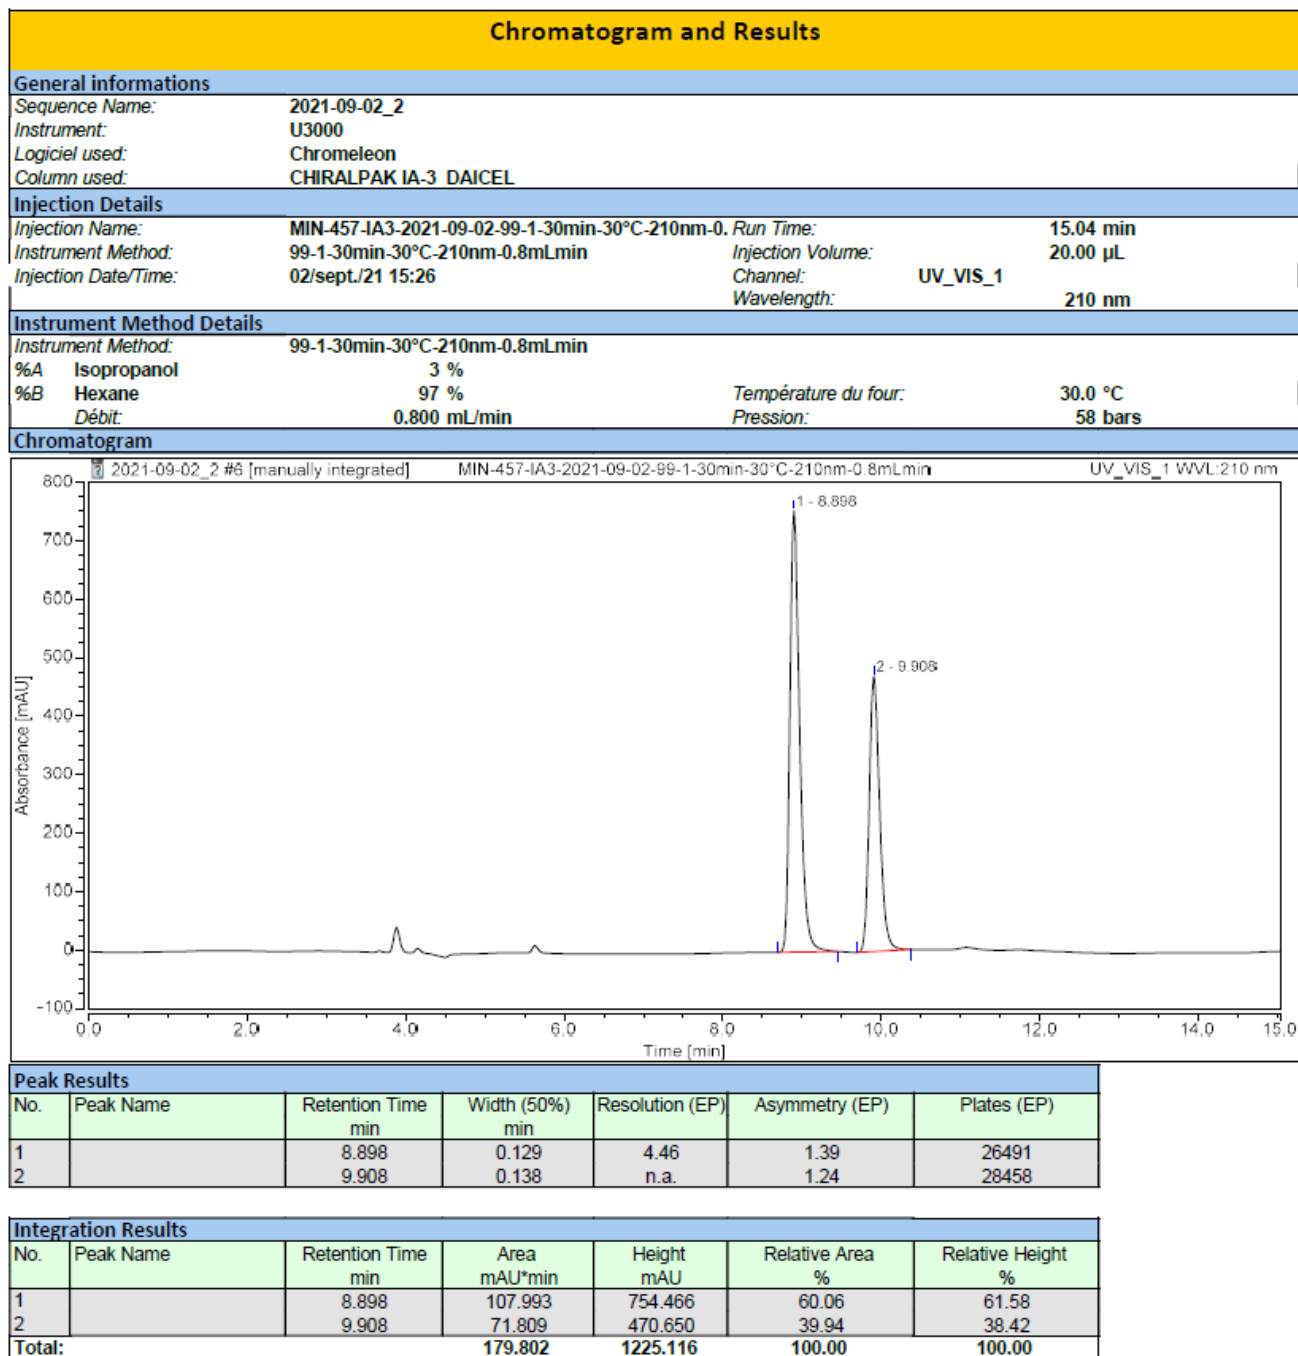 Chromatogram and Results
General informations
Sequence Name: 2021-09-02_2
Instrument: U3000
Logiciel used: Chromeleon
Column used: CHIRALPAK IA-3 DAICEL
Injection Details
Injection Name: MIN-457-IA3-2021-09-02-99-1-30min-30°C-210nm-0. Run Time: 15.04 min
Instrument Method: 99-1-30min-30°C-210nm-0.8mLmin Injection Volume: 20.00 µL
Injection Date/Time: 02/sept./21 15:26 Channel: UV_VIS_1
Wavelength: 210 nm
Instrument Method Details
Instrument Method: 99-1-30min-30°C-210nm-0.8mLmin
%A Isopropanol 3 %
%B Hexane 97 % Température du four: 30.0 °C
Débit: 0.800 mL/min Pression: 58 bars
Chromatogram
2021-09-02_2 #6 [manually integrated] MIN-457-IA3-2021-09-02-99-1-30min-30°C-210nm-0.8mLmin UV_VIS_1 WVL:210 nm
800
1 - 8.898
700
600
500
2 - 9.908
400
300
200
100
0
-100
Absorbance [mAU]
0.0 2.0 4.0 6.0 8.0 10.0 12.0 14.0 15.0
Time [min]
Peak Results
No. Peak Name Retention Time Width (50%) Resolution (EP) Asymmetry (EP) Plates (EP)
min min
1 8.898 0.129 4.46 1.39 26491
2 9.908 0.138 n.a. 1.24 28458
Integration Results
No. Peak Name Retention Time Area Height Relative Area Relative Height
min mAU*min mAU % %
1 8.898 107.993 754.466 60.06 61.58
2 9.908 71.809 470.650 39.94 38.42
Total: 179.802 1225.116 100.00 100.00